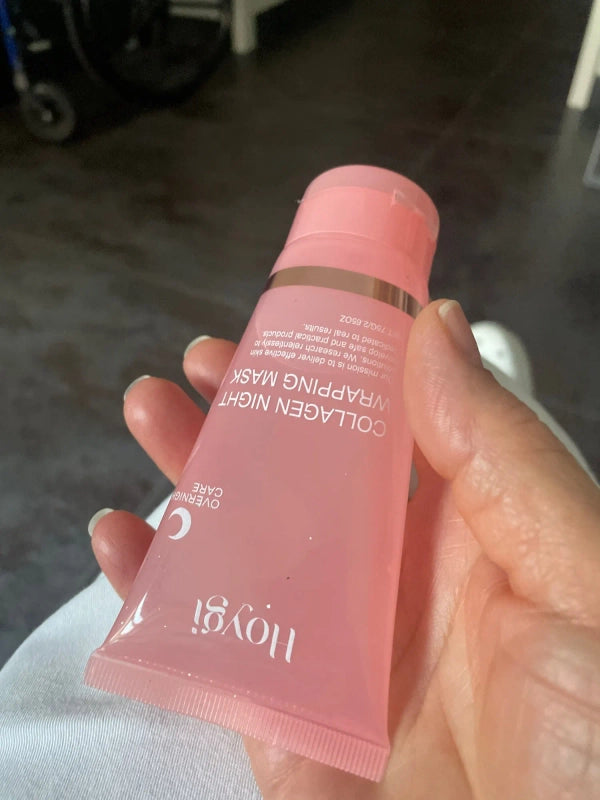 Hoygi
OVERNIGHT
CARE
COLLAGEN NIGHT
WRAPPING MASK
Our mission is to deliver effective skin
solutions. We research relentlessly to
develop safe and practical products
dedicated to real results.
75G/2.65OZ